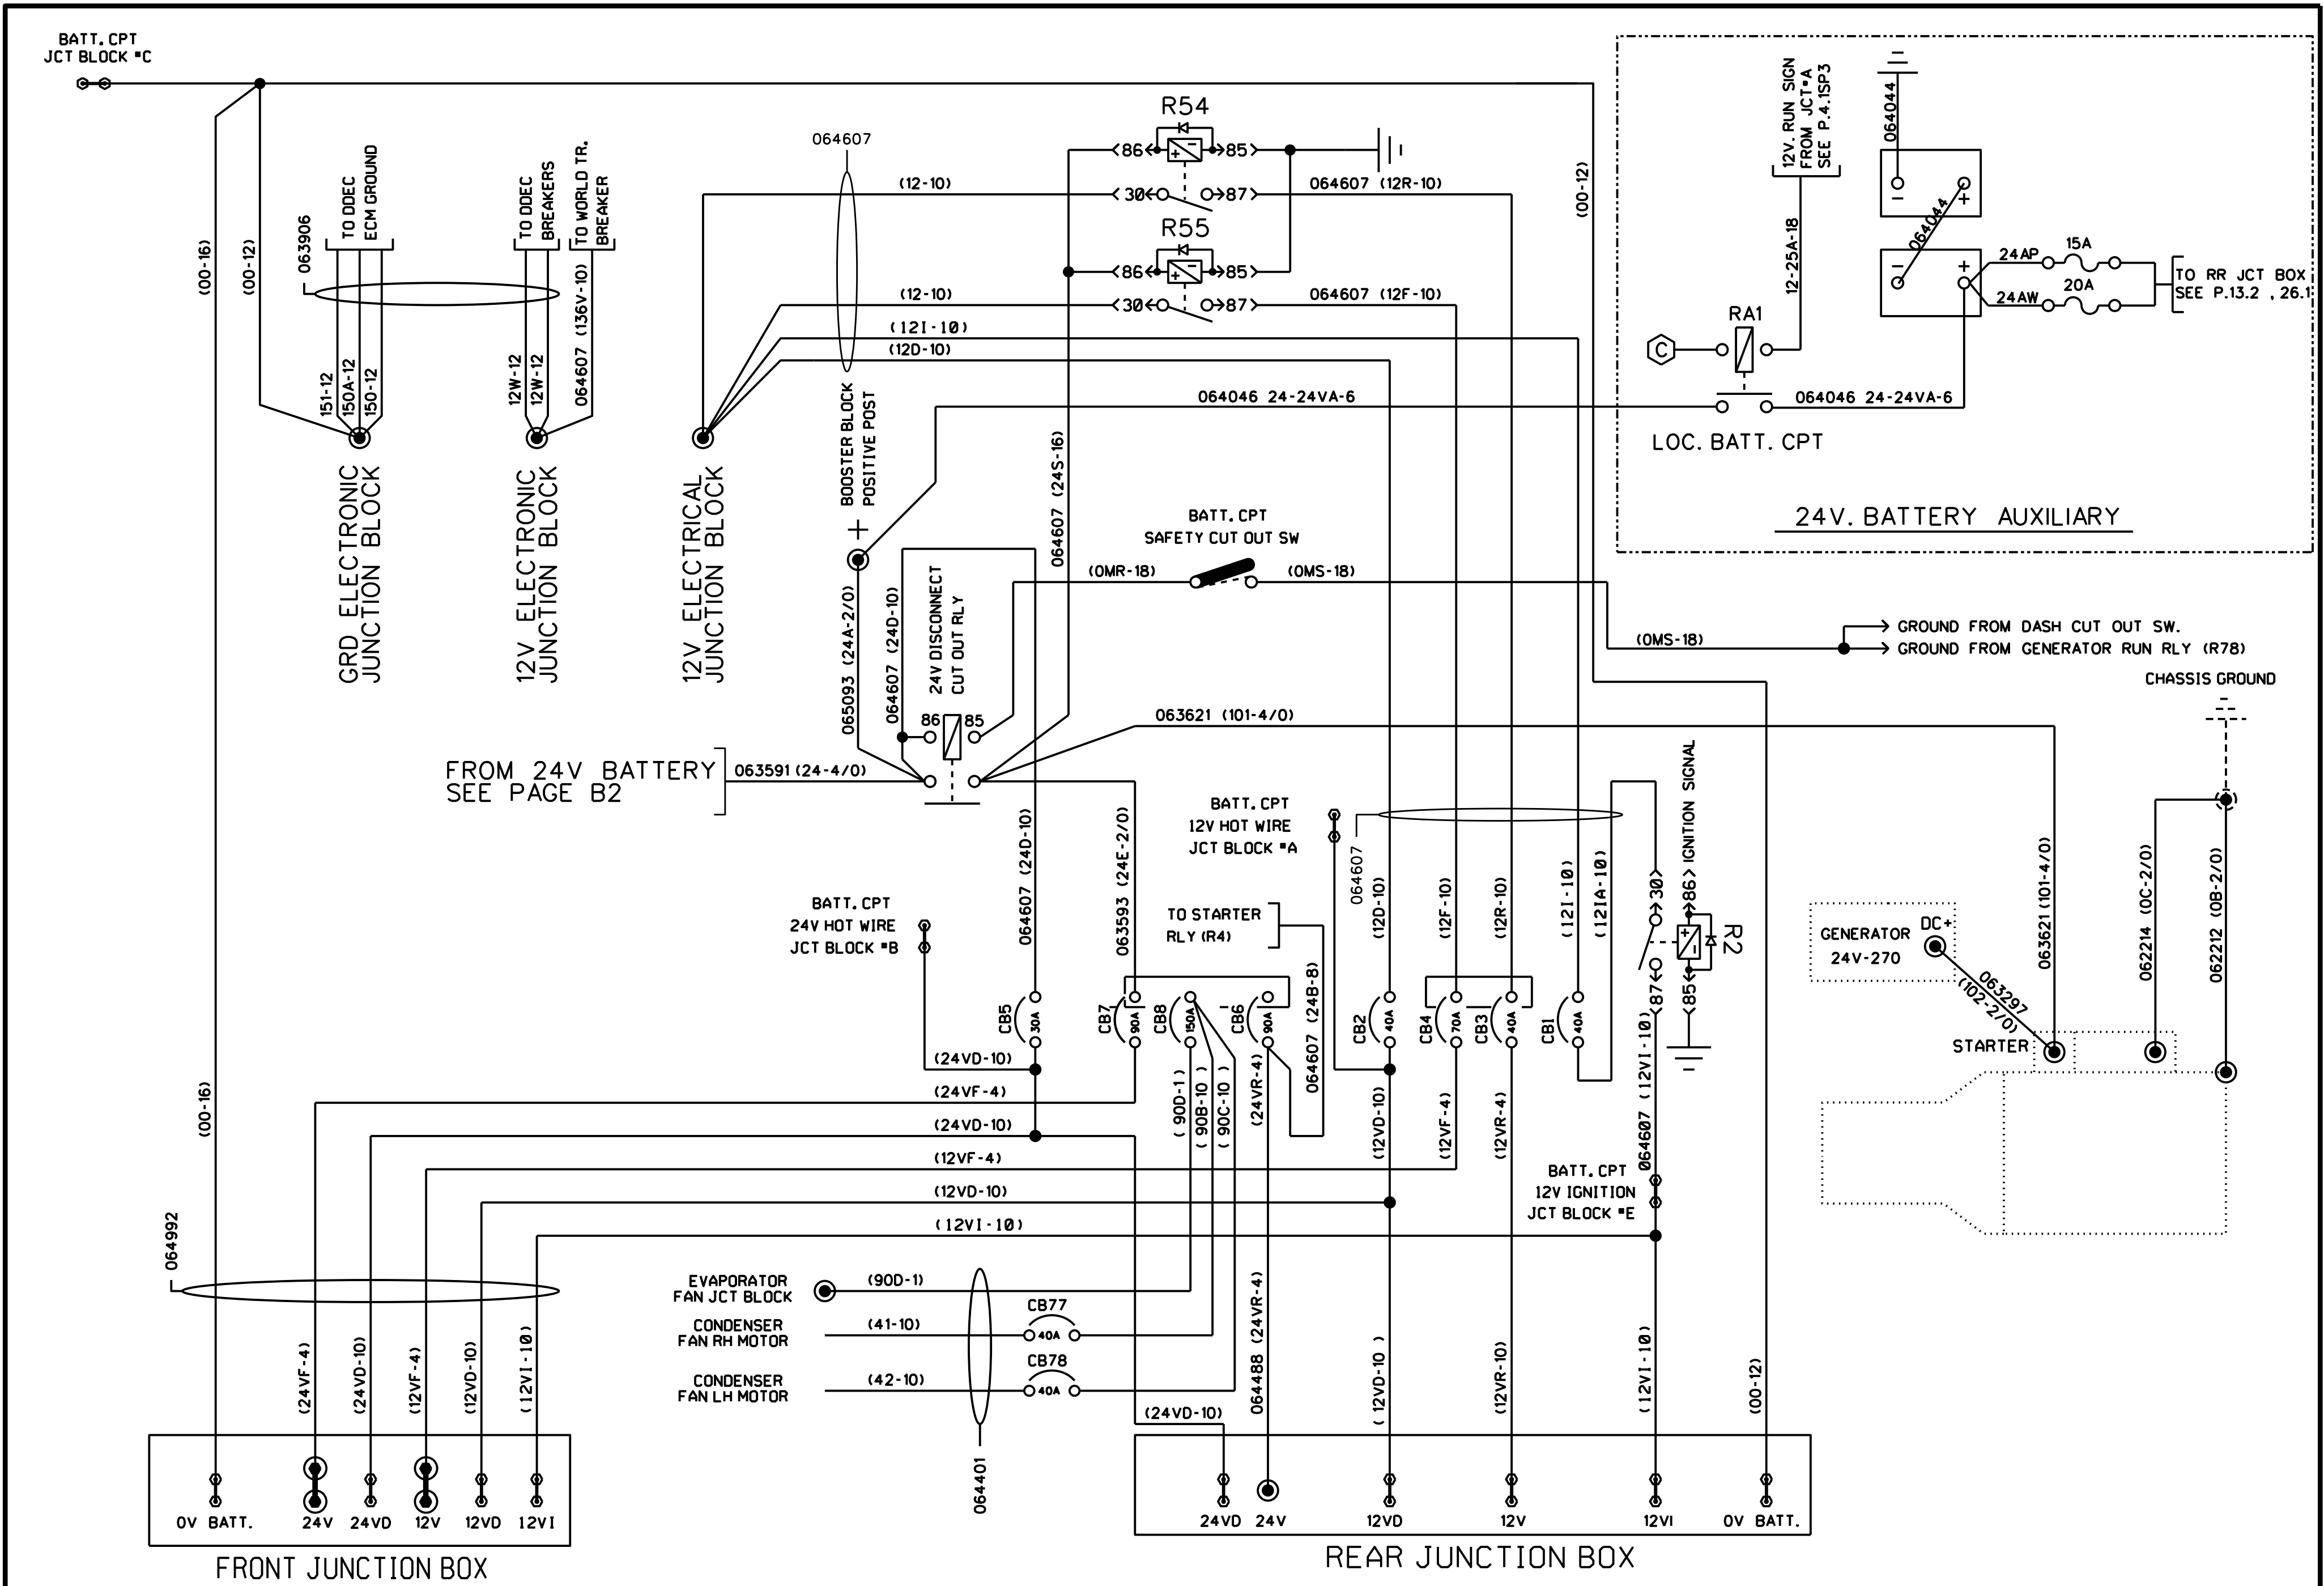 BATT. CPT
JCT BLOCK "C
(00-16)
(00-12)
063906
TO DDEC
ECM GROUND
151-12
150A-12
150-12
GRD ELECTRONIC
JUNCTION BLOCK
TO DDEC
BREAKERS
TO WORLD TR.
BREAKER
12W-12
12W-12
064607 (136V-10)
12V ELECTRONIC
JUNCTION BLOCK
12V ELECTRICAL
JUNCTION BLOCK
064607
(12-10)
(12-10)
(12I-10)
(12D-10)
R54
86
85
30
87
064607 (12R-10)
R55
86
85
30
87
064607 (12F-10)
(00-12)
064607 (24S-16)
BOOSTER BLOCK
POSITIVE POST
+
065093 (24A-2/0)
064607 (24D-10)
24V DISCONNECT
CUT OUT RLY
86
85
064046 24-24VA-6
BATT. CPT
SAFETY CUT OUT SW
(0MR-18)
(0MS-18)
(0MS-18)
GROUND FROM DASH CUT OUT SW.
GROUND FROM GENERATOR RUN RLY (R78)
12V. RUN SIGN
FROM JCT"A
SEE P.4.1SP3
12-25A-18
064044
-
+
064044
-
+
24AP
15A
24AW
20A
TO RR JCT BOX
SEE P.13.2 , 26.1
RA1
C
064046 24-24VA-6
LOC. BATT. CPT
24V. BATTERY AUXILIARY
FROM 24V BATTERY
SEE PAGE B2
063591 (24-4/0)
063621 (101-4/0)
CHASSIS GROUND
063621 (101-4/0)
062214 (0C-2/0)
062212 (0B-2/0)
GENERATOR
24V-270
DC+
063297
(102-2/0)
STARTER
BATT. CPT
24V HOT WIRE
JCT BLOCK "B
064607 (24D-10)
063593 (24E-2/0)
BATT. CPT
12V HOT WIRE
JCT BLOCK "A
064607
TO STARTER
RLY (R4)
064607 (24B-8)
(12D-10)
(12F-10)
(12R-10)
(12I-10)
(12IA-10)
30
86
IGNITION SIGNAL
R2
87
85
CB5
30A
CB7
90A
CB8
150A
CB6
90A
CB2
40A
CB4
70A
CB3
40A
CB1
40A
(24VD-10)
(24VF-4)
(24VD-10)
(12VF-4)
(12VD-10)
(12VI-10)
(90D-1)
(90B-10)
(90C-10)
(24VR-4)
(12VD-10)
(12VF-4)
(12VR-4)
064607 (12VI-10)
BATT. CPT
12V IGNITION
JCT BLOCK "E
(00-16)
064992
(24VF-4)
(24VD-10)
(12VF-4)
(12VD-10)
(12VI-10)
EVAPORATOR
FAN JCT BLOCK
(90D-1)
CONDENSER
FAN RH MOTOR
(41-10)
CB77
40A
CONDENSER
FAN LH MOTOR
(42-10)
CB78
40A
064401
(24VD-10)
064488 (24VR-4)
(12VD-10)
(12VR-10)
(12VI-10)
(00-12)
0V BATT.
24V
24VD
12V
12VD
12VI
FRONT JUNCTION BOX
24VD
24V
12VD
12V
12VI
0V BATT.
REAR JUNCTION BOX